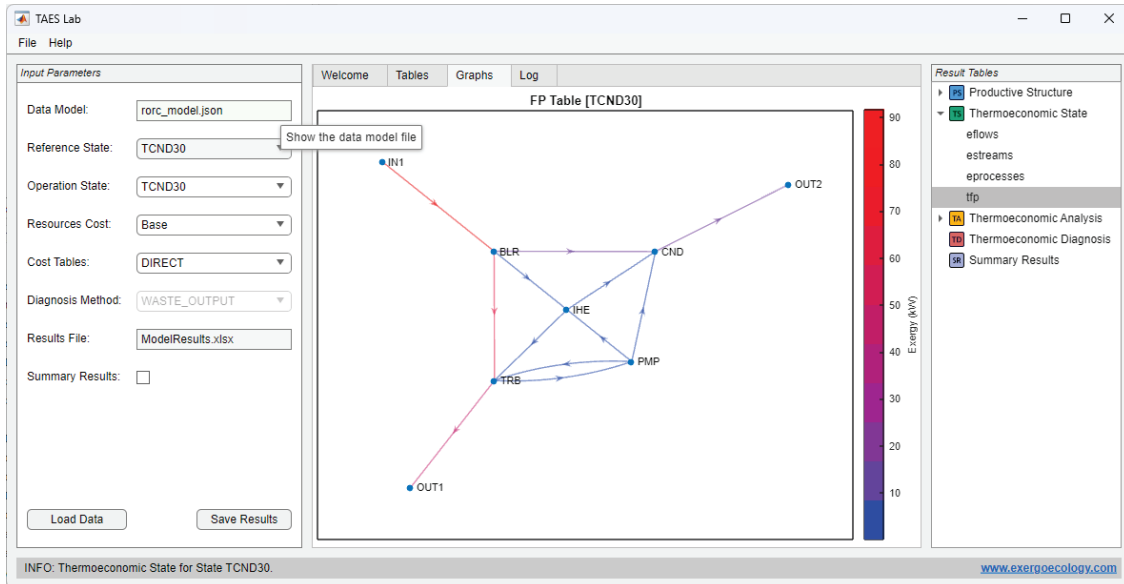 TAES Lab
File Help
Input Parameters
Data Model: rorc_model.json
Show the data model file
Reference State: TCND30
Operation State: TCND30
Resources Cost: Base
Cost Tables: DIRECT
Diagnosis Method: WASTE_OUTPUT
Results File: ModelResults.xlsx
Summary Results:
Load Data Save Results
Welcome Tables Graphs Log
FP Table [TCND30]
IN1
OUT2
BLR
CND
IHE
PMP
TRB
OUT1
90
80
70
60
50
40
30
20
10
Exergy (kW)
Result Tables
PS Productive Structure
TS Thermoeconomic State
eflows
estreams
eprocesses
tfp
TA Thermoeconomic Analysis
TD Thermoeconomic Diagnosis
SR Summary Results
INFO: Thermoeconomic State for State TCND30.
www.exergoecology.com